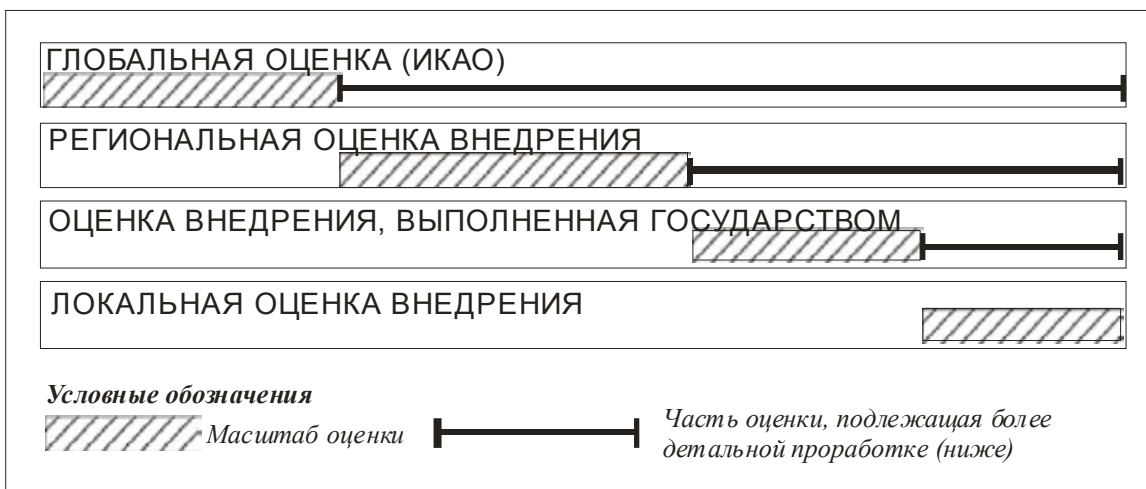 ГЛОБАЛЬНАЯ ОЦЕНКА (ИКАО)
РЕГИОНАЛЬНАЯ ОЦЕНКА ВНЕДРЕНИЯ
ОЦЕНКА ВНЕДРЕНИЯ, ВЫПОЛНЕННАЯ ГОСУДАРСТВОМ
ЛОКАЛЬНАЯ ОЦЕНКА ВНЕДРЕНИЯ
Условные обозначения
Масштаб оценки
Часть оценки, подлежащая более
детальной проработке (ниже)